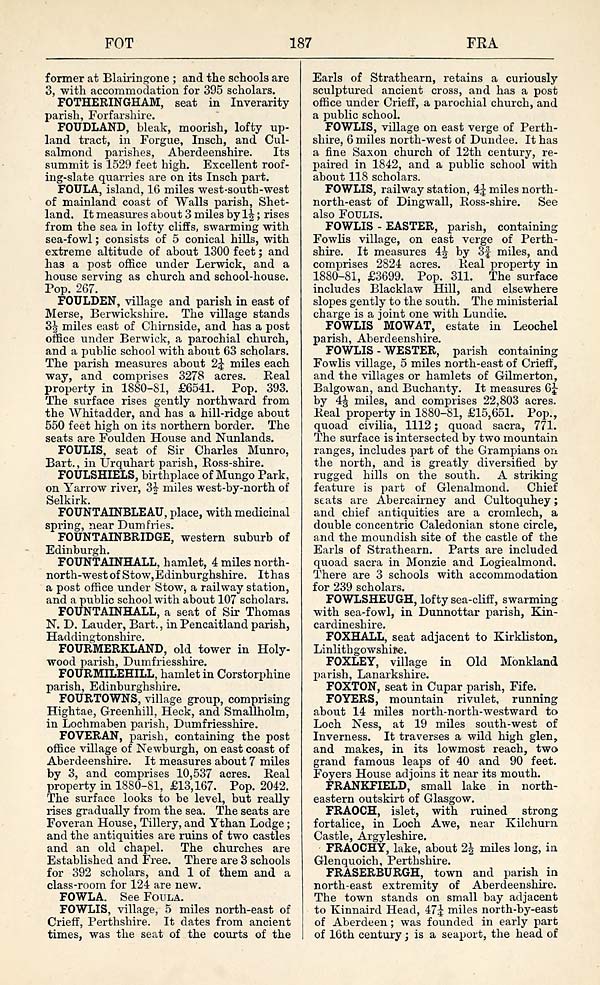 FOT 187 FRA
former at Blairingone ; and the schools are
3, with accommodation for 395 scholars.
FOTHERINGHAM, seat in Inverarity
parish, Forfarshire.
FOUDLAND, bleak, moorish, lofty up-
land tract, in Forgue, Insch, and Cul-
salmond parishes, Aberdeenshire. Its
summit is 1529 feet high. Excellent roof-
ing-slate quarries are on its Insch part.
FOULA, island, 16 miles west-south-west
of mainland coast of Walls parish, Shet-
land. It measures about 3 miles by 1½ ; rises
from the sea in lofty cliffs, swarming with
sea-fowl ; consists of 5 conical hills, with
extreme altitude of about 1300 feet ; and
has a post office under Lerwick, and a
house serving as church and school-house.
Pop. 267.
FOULDEN, village and parish in east of
Merse, Berwickshire. The village stands
3½ miles east of Chirnside, and has a post
office under Berwick, a parochial church,
and a public school with about 63 scholars.
The parish measures about 2¼ miles each
way, and comprises 3278 acres. Real
property in 1880-81, £6541. Pop. 393.
The surface rises gently northward from
the Whitadder, and has a hill-ridge about
550 feet high on its northern border. The
seats are Foulden House and Nunlands.
FOULIS, seat of Sir Charles Munro,
Bart., in Urquhart parish, Ross-shire.
FOULSHIELS, birthplace of Mungo Park,
on Yarrow river, 3½ miles west-by-north of
Selkirk.
FOUNTAINBLEAU, place, with medicinal
spring, near Dumfries.
FOUNTAINBRIDGE, western suburb of
Edinburgh.
FOUNTAINHALL, hamlet, 4 miles north-
north-west of Stow, Edinburghshire. It has
a post office under Stow, a railway station,
and a public school with about 107 scholars.
FOUNTAINHALL, a seat of Sir Thomas
N. D. Lauder, Bart., in Pencaitland parish,
Haddingtonshire.
FOURMERKLAND, old tower in Holy-
wood parish, Dumfriesshire.
FOURMILEHILL, hamlet in Corstorphine
parish, Edinburghshire.
FOURTOWNS, village group, comprising
Hightae, Greenhill, Heck, and Smallholm,
in Lochmaben parish, Dumfriesshire.
FOVERAN, parish, containing the post
office village of Newburgh, on east coast of
Aberdeenshire. It measures about 7 miles
by 3, and comprises 10,537 acres. Real
property in 1880-81, £13,167. Pop. 2042.
The surface looks to be level, but really
rises gradually from the sea. The seats are
Foveran House, Tillery, and Ythan Lodge ;
and the antiquities are ruins of two castles
and an old chapel. The churches are
Established and Free. There are 3 schools
for 392 scholars, and 1 of them and a
class-room for 124 are new.
FOWLA. See FOULA.
FOWLIS, village, 5 miles north-east of
Crieff, Perthshire. It dates from ancient
times, was the seat of the courts of the
Earls of Strathearn, retains a curiously
sculptured ancient cross, and has a post
office under Crieff, a parochial church, and
a public school.
FOWLIS, village on east verge of Perth-
shire, 6 miles north-west of Dundee. It has
a fine Saxon church of 12th century, re-
paired in 1842, and a public school with
about 118 scholars.
FOWLIS, railway station, 4¼ miles north-
north-east of Dingwall, Ross-shire. See
also FOULIS.
FOWLIS - EASTER, parish, containing
Fowlis village, on east verge of Perth-
shire. It measures 4½ by 3¾ miles, and
comprises 2824 acres. Real property in
1880-81, £3699. Pop. 311. The surface
includes Blacklaw Hill, and elsewhere
slopes gently to the south. The ministerial
charge is a joint one with Lundie.
FOWLIS MOWAT, estate in Leochel
parish, Aberdeenshire.
FOWLIS - WESTER, parish containing
Fowlis village, 5 miles north-east of Crieff,
and the villages or hamlets of Gilmerton,
Balgowan, and Buchanty. It measures 6¼
by 4½ miles, and comprises 22,803 acres.
Real property in 1880-81, £15,651. Pop.,
quoad civilia, 1112 ; quoad sacra, 771.
The surface is intersected by two mountain
ranges, includes part of the Grampians on
the north, and is greatly diversified by
rugged hills on the south. A striking
feature is part of Glenalmond. Chief
seats are Abercairney and Cultoquhey ;
and chief antiquities are a cromlech, a
double concentric Caledonian stone circle,
and the moundish site of the castle of the
Earls of Strathearn. Parts are included
quoad sacra in Monzie and Logiealmond.
There are 3 schools with accommodation
for 239 scholars.
FOWLSHEUGH, lofty sea-cliff, swarming
with sea-fowl, in Dunnottar parish, Kin-
cardineshire.
FOXHALL, seat adjacent to Kirkliston,
Linlithgowshire.
FOXLEY, village in Old Monkland
parish, Lanarkshire.
FOXTON, seat in Cupar parish, Fife.
FOYERS, mountain rivulet, running
about 14 miles north-north-westward to
Loch Ness, at 19 miles south-west of
Inverness. It traverses a wild high glen,
and makes, in its lowmost reach, two
grand famous leaps of 40 and 90 feet.
Foyers House adjoins it near its mouth.
FRANKFIELD, small lake in north-
eastern outskirt of Glasgow.
FRAOCH, islet, with ruined strong
fortalice, in Loch Awe, near Kilchurn
Castle, Argyleshire.
FRAOCHY, lake, about 2½ miles long, in
Glenquoich, Perthshire.
FRASERBURGH, town and parish in
north-east extremity of Aberdeenshire.
The town stands on small bay adjacent
to Kinnaird Head, 47¼ miles north-by-east
of Aberdeen ; was founded in early part
of 16th century ; is a seaport, the head of